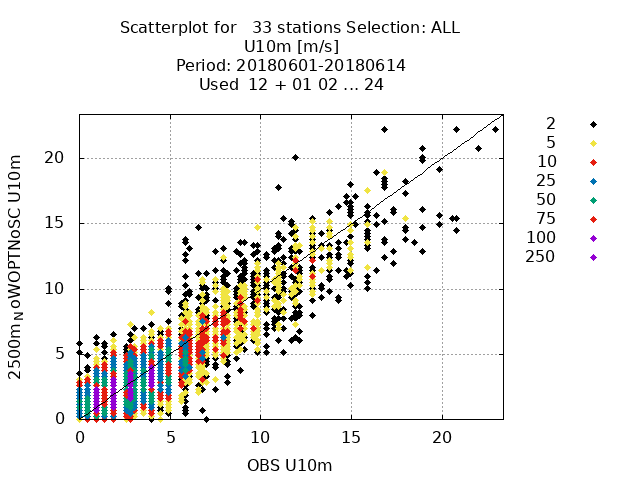 Scatterplot for   33 stations Selection: ALL
U10m [m/s]
Period: 20180601-20180614
Used  12 + 01 02 ... 24
2500m_NoWOPTNoSC U10m
20
15
10
5
0
0 5 10 15 20
OBS U10m
2
5
10
25
50
75
100
250